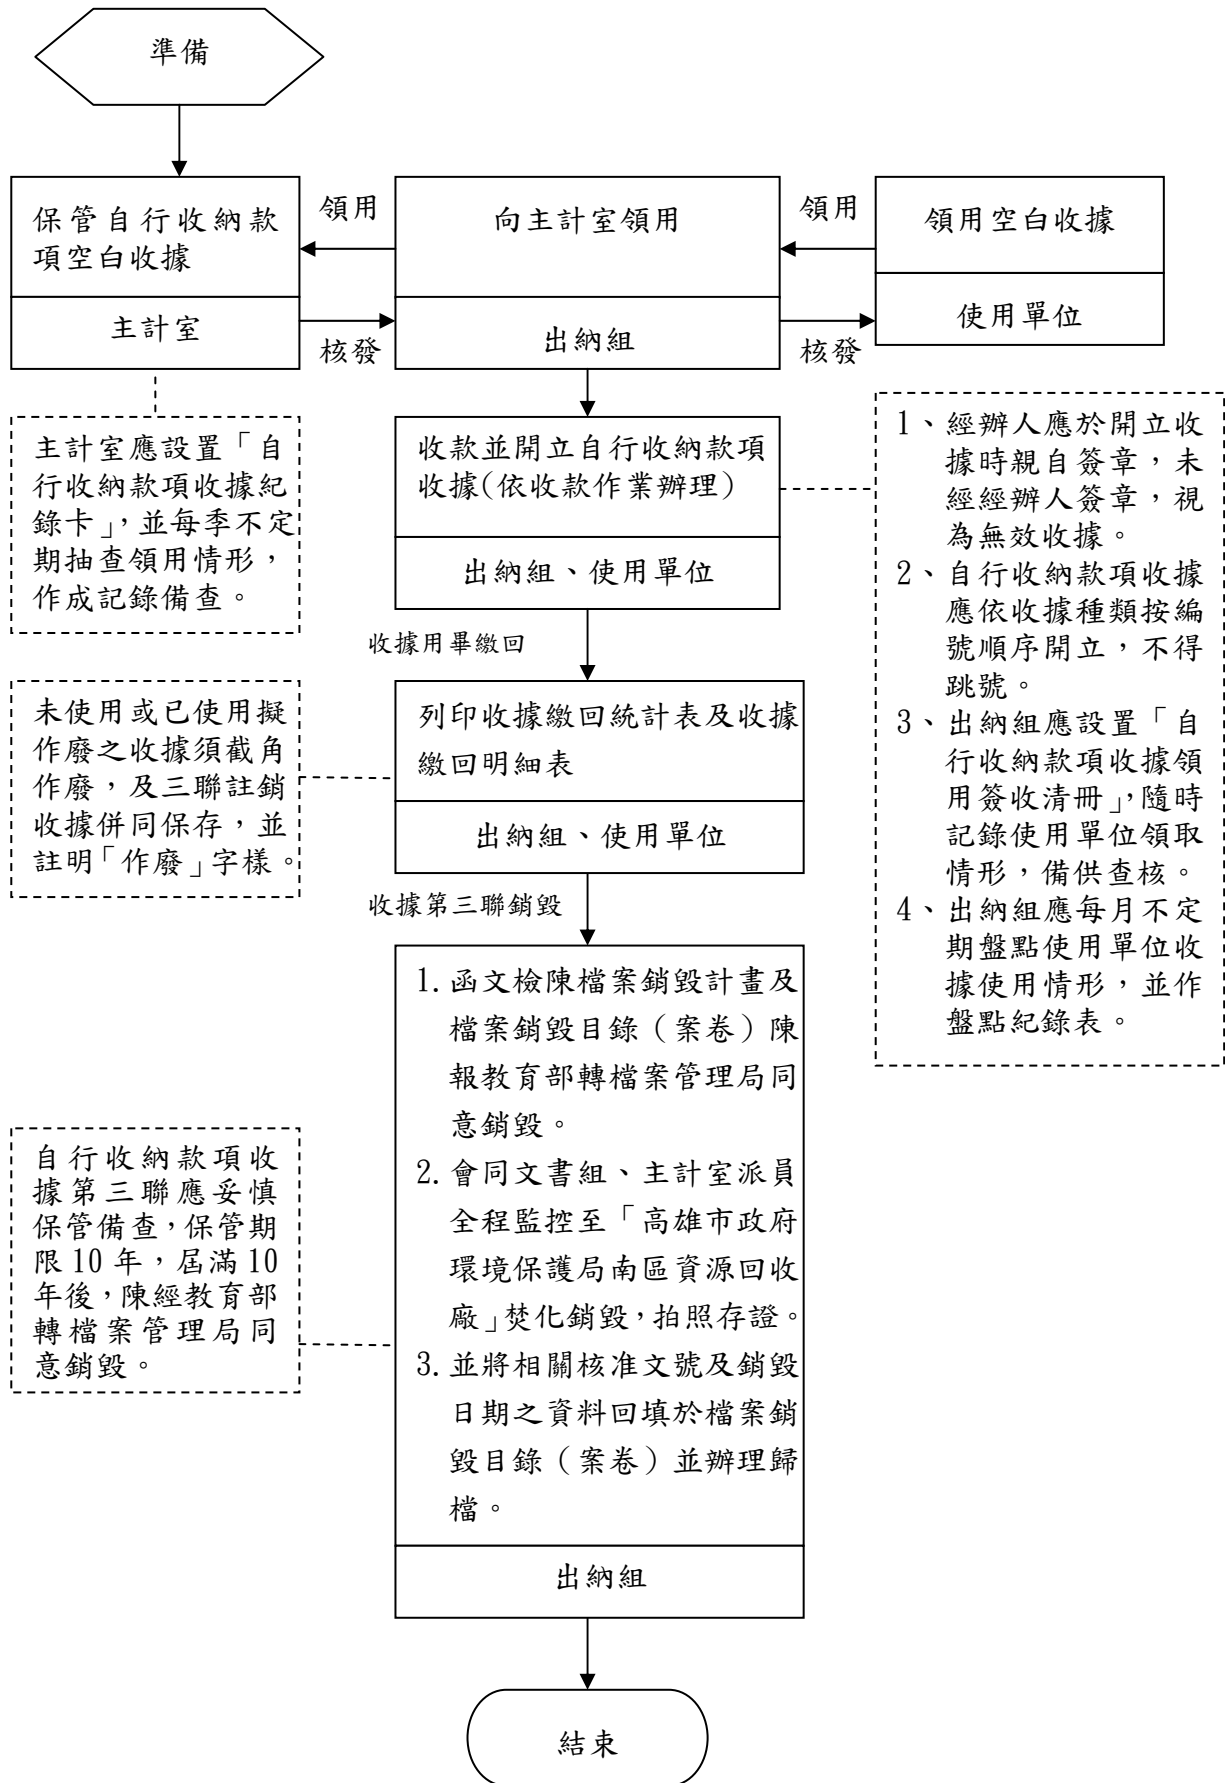 準備
保管自行收納款
項空白收據
主計室
領用
核發
向主計室領用
出納組
領用
核發
領用空白收據
使用單位
主計室應設置「自
行收納款項收據紀
錄卡」,並每季不定
期抽查領用情形,
作成記錄備查。
收款並開立自行收納款項
收據(依收款作業辦理)
出納組、使用單位
1、經辦人應於開立收
據時親自簽章,未
經經辦人簽章,視
為無效收據。
2、自行收納款項收據
應依收據種類按編
號順序開立,不得
跳號。
3、出納組應設置「自
行收納款項收據領
用簽收清冊」,隨時
記錄使用單位領取
情形,備供查核。
4、出納組應每月不定
期盤點使用單位收
據使用情形,並作
盤點紀錄表。
收據用畢繳回
未使用或已使用擬
作廢之收據須截角
作廢,及三聯註銷
收據併同保存,並
註明「作廢」字樣。
列印收據繳回統計表及收據
繳回明細表
出納組、使用單位
收據第三聯銷毀
1.函文檢陳檔案銷毀計畫及
檔案銷毀目錄(案卷)陳
報教育部轉檔案管理局同
意銷毀。
2.會同文書組、主計室派員
全程監控至「高雄市政府
環境保護局南區資源回收
廠」焚化銷毀,拍照存證。
3.並將相關核准文號及銷毀
日期之資料回填於檔案銷
毀目錄(案卷)並辦理歸
檔。
出納組
自行收納款項收
據第三聯應妥慎
保管備查,保管期
限10年,屆滿10
年後,陳經教育部
轉檔案管理局同
意銷毀。
結束